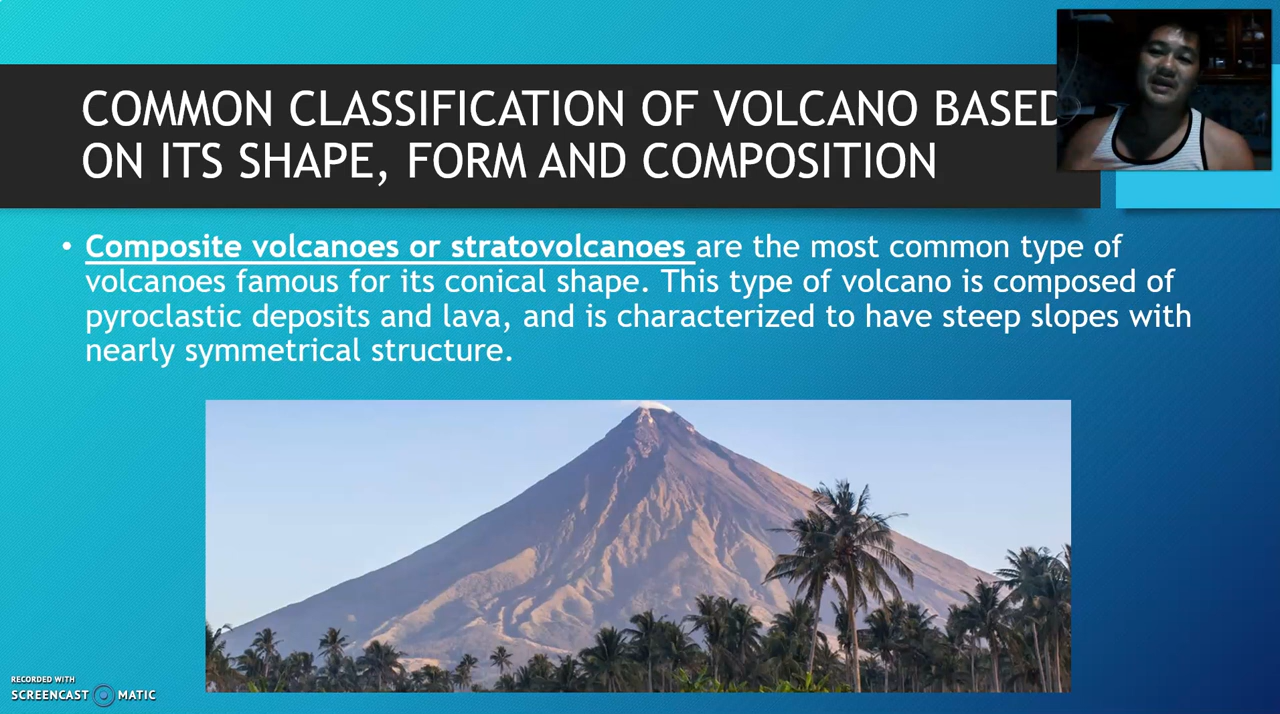 COMMON CLASSIFICATION OF VOLCANO BASED
ON ITS SHAPE, FORM AND COMPOSITION
• Composite volcanoes or stratovolcanoes are the most common type of
volcanoes famous for its conical shape. This type of volcano is composed of
pyroclastic deposits and lava, and is characterized to have steep slopes with
nearly symmetrical structure.
RECORDED WITH
SCREENCAST MATIC